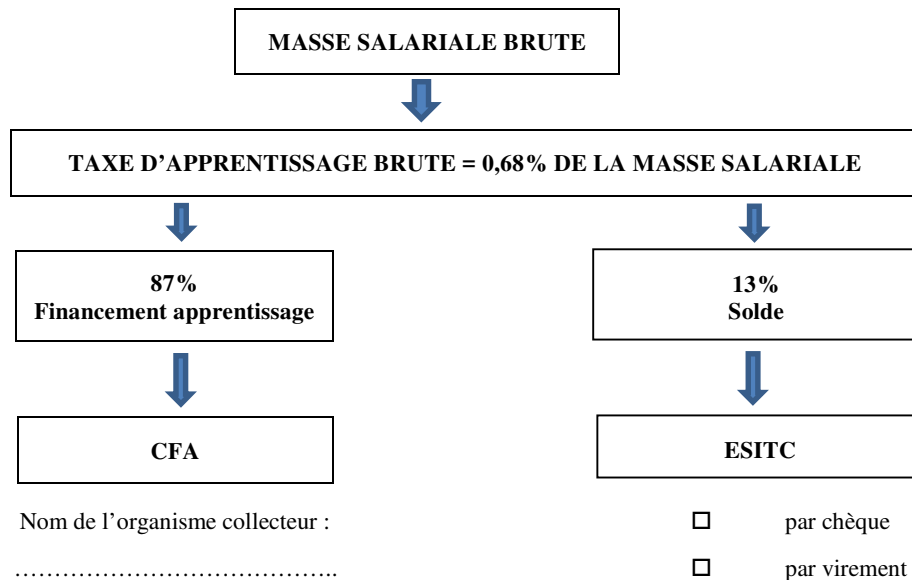 MASSE SALARIALE BRUTE
TAXE D’APPRENTISSAGE BRUTE = 0,68% DE LA MASSE SALARIALE
87%
Financement apprentissage
13%
Solde
CFA
ESITC
Nom de l’organisme collecteur :
…………………………………..
☐ par chèque
☐ par virement